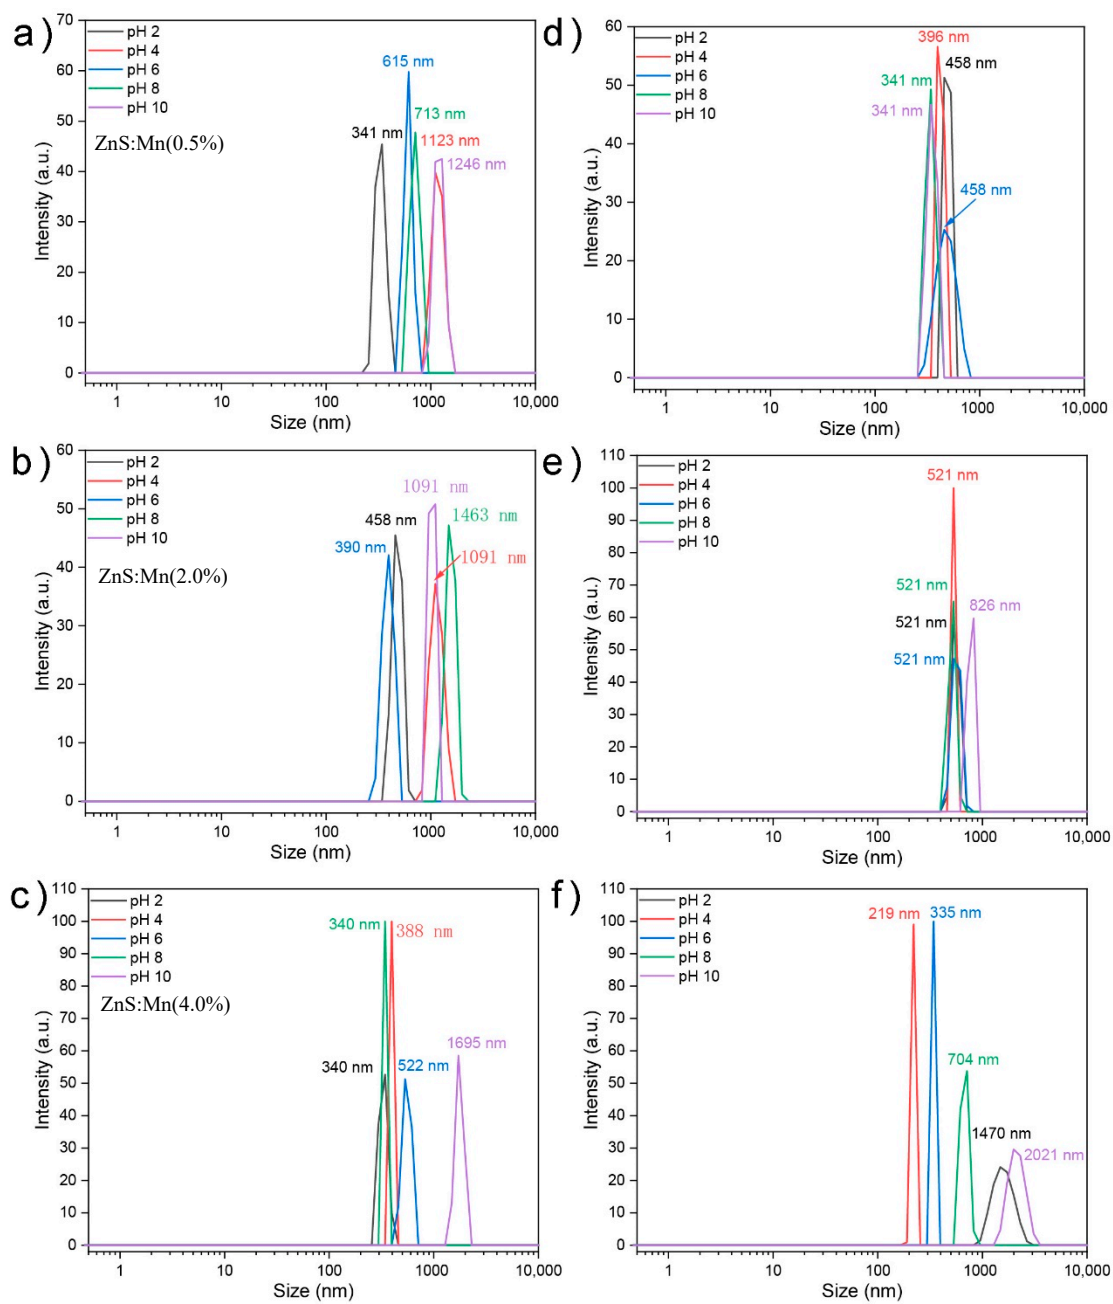 a)
pH 2
pH 4
pH 6
pH 8
pH 10
ZnS:Mn(0.5%)
341 nm
615 nm
713 nm
1123 nm
1246 nm
70
60
50
40
30
20
10
0
Intensity (a.u.)
1
10
100
1000
10,000
Size (nm)
d)
pH 2
pH 4
pH 6
pH 8
pH 10
396 nm
458 nm
341 nm
341 nm
458 nm
60
50
40
30
20
10
0
Intensity (a.u.)
1
10
100
1000
10,000
Size (nm)
b)
pH 2
pH 4
pH 6
pH 8
pH 10
ZnS:Mn(2.0%)
390 nm
458 nm
1091 nm
1463 nm
1091 nm
60
50
40
30
20
10
0
Intensity (a.u.)
1
10
100
1000
10,000
Size (nm)
e)
pH 2
pH 4
pH 6
pH 8
pH 10
521 nm
521 nm
521 nm
521 nm
826 nm
110
100
90
80
70
60
50
40
30
20
10
0
Intensity (a.u.)
1
10
100
1000
10,000
Size (nm)
c)
pH 2
pH 4
pH 6
pH 8
pH 10
ZnS:Mn(4.0%)
340 nm
388 nm
340 nm
522 nm
1695 nm
110
100
90
80
70
60
50
40
30
20
10
0
Intensity (a.u.)
1
10
100
1000
10,000
Size (nm)
f)
pH 2
pH 4
pH 6
pH 8
pH 10
219 nm
335 nm
704 nm
1470 nm
2021 nm
110
100
90
80
70
60
50
40
30
20
10
0
Intensity (a.u.)
1
10
100
1000
10,000
Size (nm)